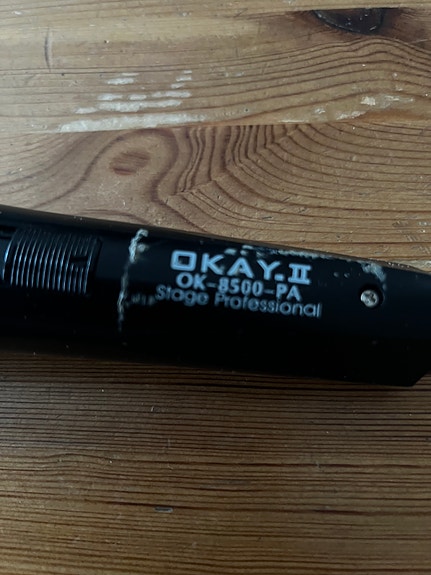 OKAY.II
OK-8500-PA
Stage Professional